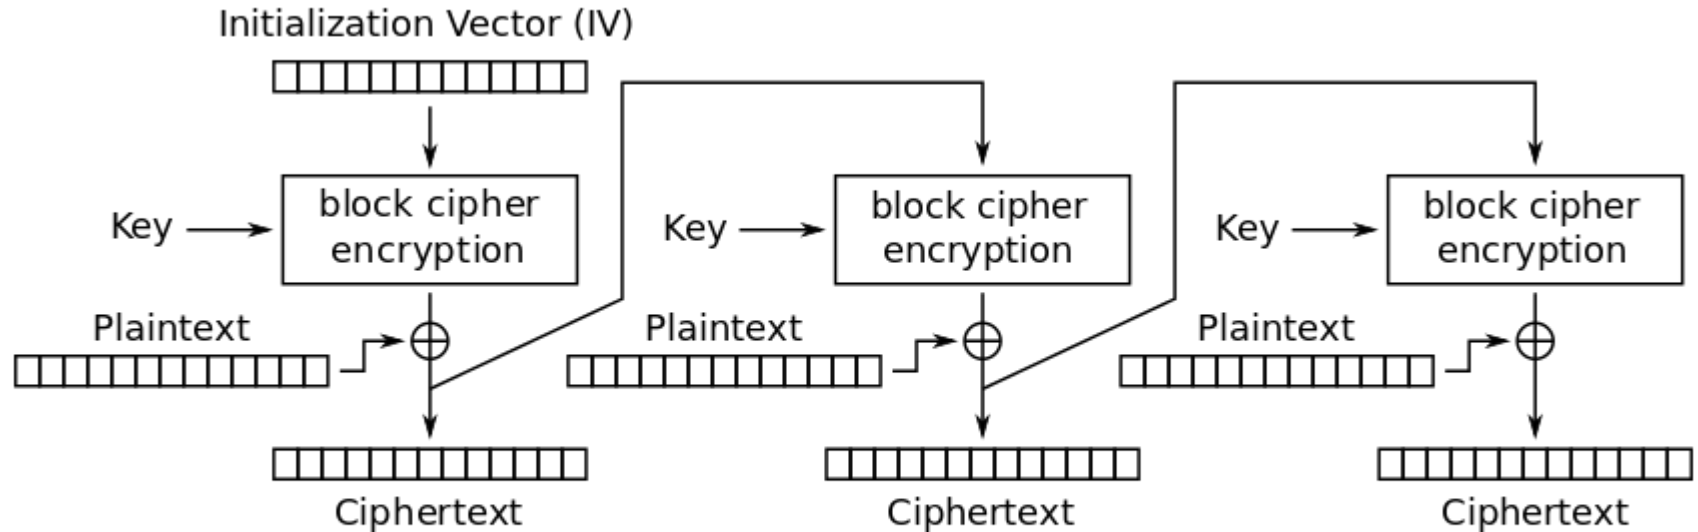 Initialization Vector (IV)
block cipher
encryption
Key
Plaintext
Ciphertext
block cipher
encryption
Key
Plaintext
Ciphertext
block cipher
encryption
Key
Plaintext
Ciphertext